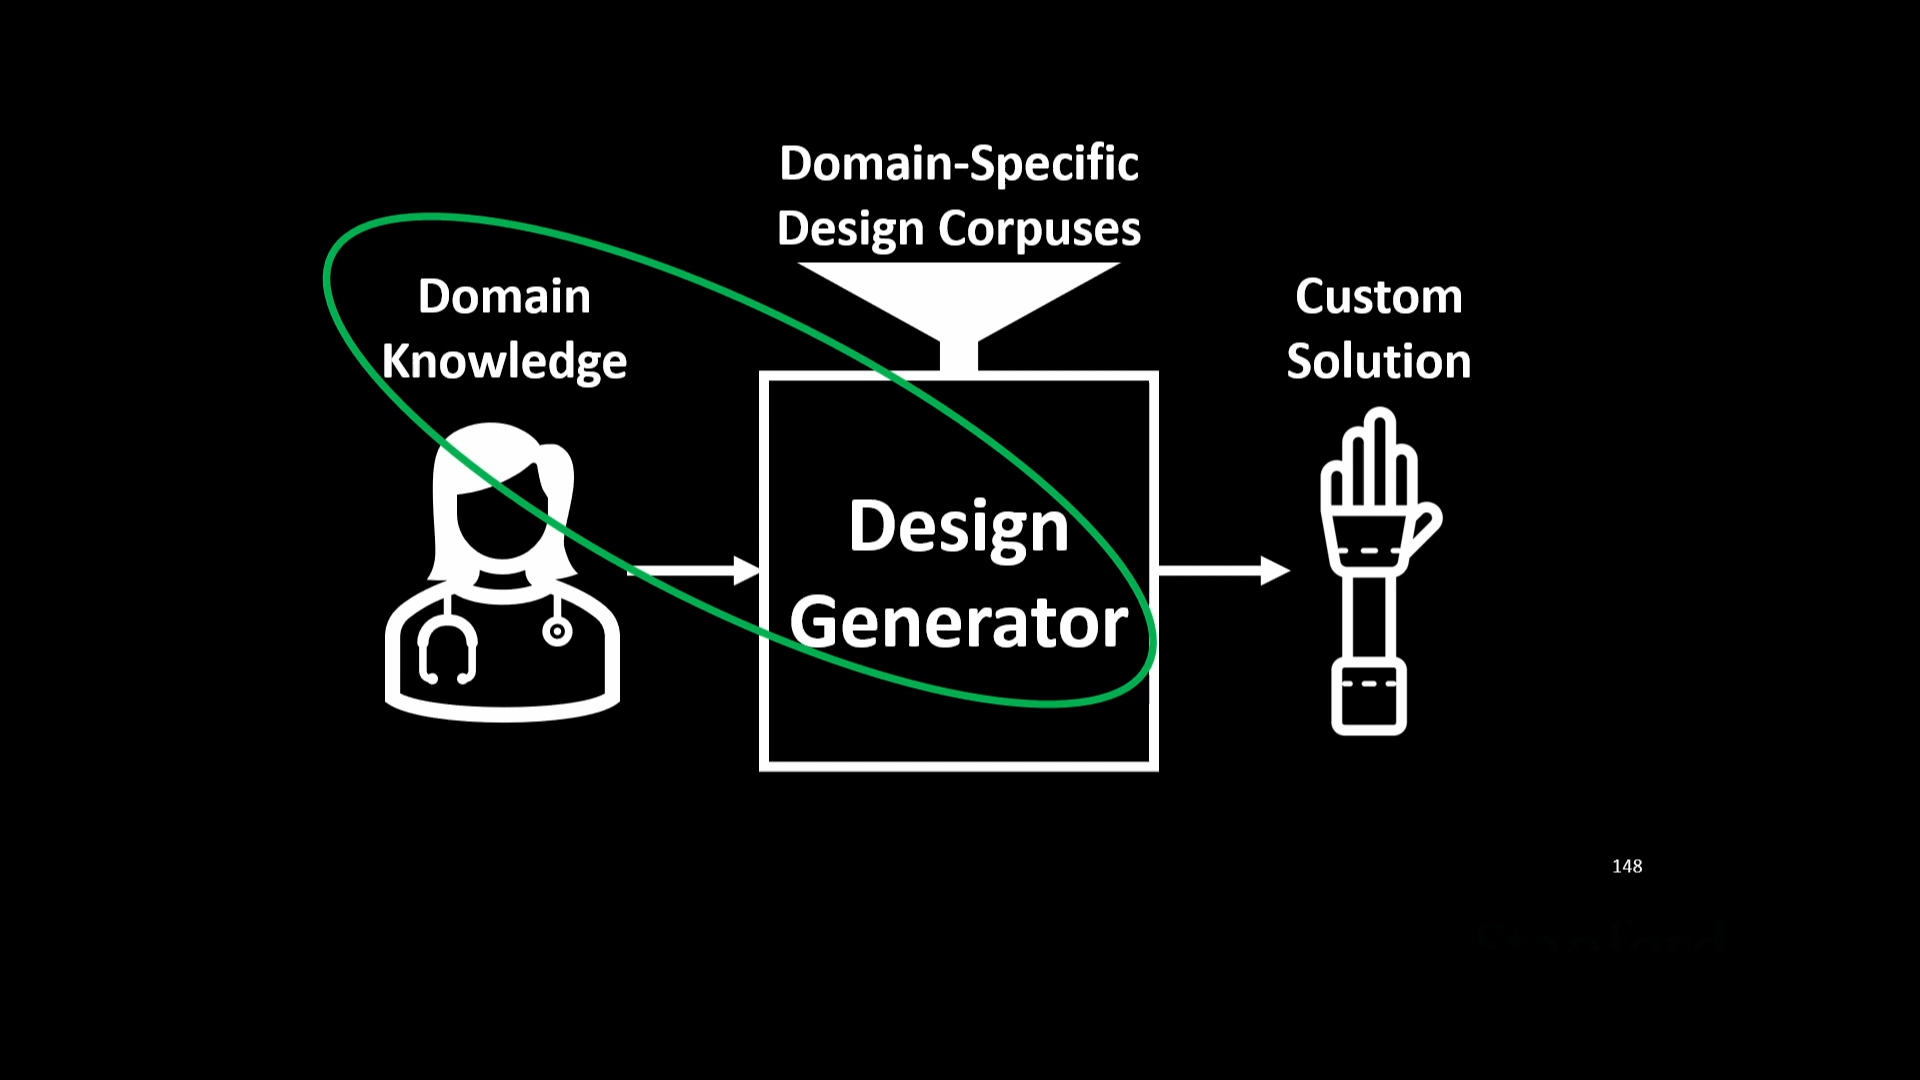 Domain-Specific
Design Corpuses
Domain
Knowledge
Custom
Solution
Design
Generator
148